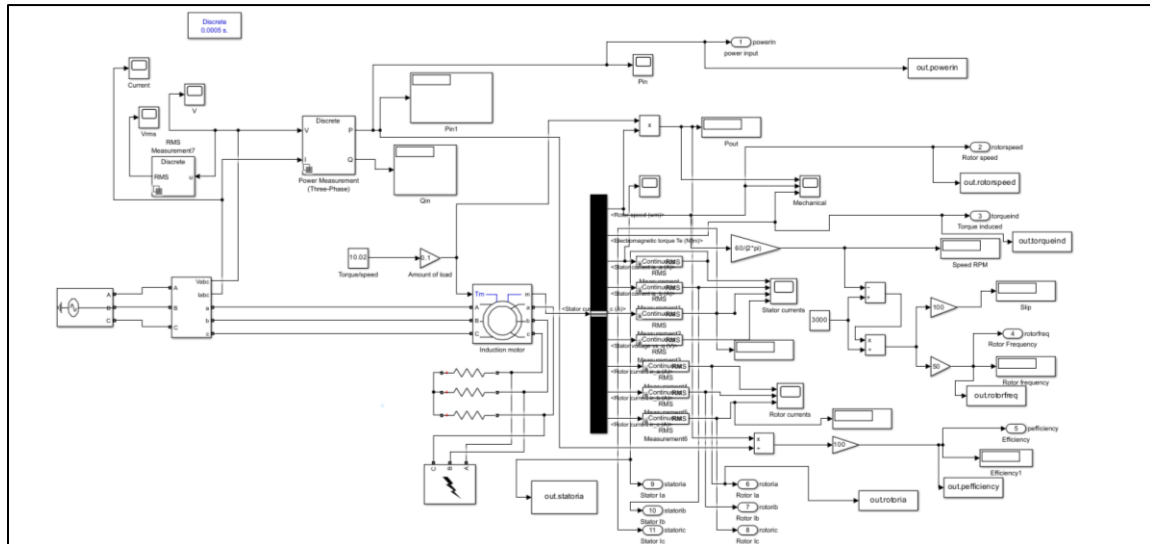 Discrete
0.0005 s.
1
powerin
power input
out.powerin
Pin
Current
V
Vrms
RMS
Measurement7
Discrete
RMS
u
Discrete
V
I
P
Q
Power Measurement
(Three-Phase)
Pin1
Qin
x
Pout
2
rotorspeed
Rotor speed
out.rotorspeed
Mechanical
<Rotor speed (wm)>
3
torqueind
Torque induced
out.torqueind
<Electromagnetic torque Te (N*m)>
60/(2*pi)
Speed RPM
10.02
Torque/speed
0.1
Amount of load
A
B
C
A
B
C
Vabc
Iabc
a
b
c
Tm
m
A
B
C
a
b
c
Induction motor
Stator currents
3000
100
Slip
50
4
rotorfreq
Rotor Frequency
Rotor frequency
out.rotorfreq
Rotor currents
RMS
Measurement6
x
÷
100
5
pefficiency
Efficiency
Efficiency1
out.pefficiency
C
B
A
out.statoria
9
statoria
Stator Ia
10
statorib
Stator Ib
11
statoric
Stator Ic
6
rotoria
Rotor Ia
7
rotorib
Rotor Ib
8
rotoric
Rotor Ic
out.rotoria